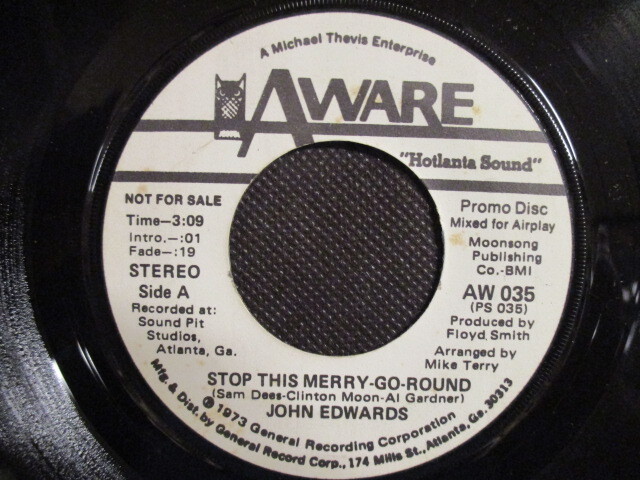 A Michael Thevis Enterprise
AWARE
"Hotlanta Sound"
NOT FOR SALE
Time—3:09
Intro.—:01
Fade—:19
STEREO
Side A
Recorded at:
Sound Pit
Studios,
Atlanta, Ga.
Promo Disc
Mixed for Airplay
Moonsong
Publishing
Co.-BMI
AW 035
(PS 035)
Produced by
Floyd Smith
Arranged by
Mike Terry
STOP THIS MERRY-GO-ROUND
(Sam Dees-Clinton Moon-Al Gardner)
JOHN EDWARDS
℗ 1973 General Recording Corporation
Mfg. & Dist. by General Record Corp., 174 Mills St., Atlanta, Ga. 30313